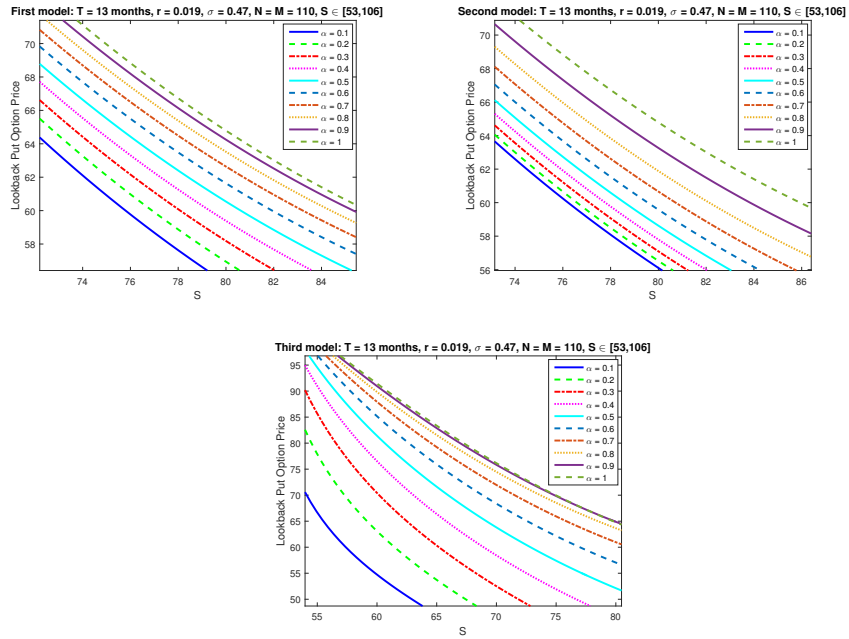 First model: T = 13 months, r = 0.019, σ = 0.47, N = M = 110, S ∈ [53,106]
Lookback Put Option Price
70
68
66
64
62
60
58
74
76
78
80
82
84
S
α = 0.1
α = 0.2
α = 0.3
α = 0.4
α = 0.5
α = 0.6
α = 0.7
α = 0.8
α = 0.9
α = 1
Second model: T = 13 months, r = 0.019, σ = 0.47, N = M = 110, S ∈ [53,106]
Lookback Put Option Price
70
68
66
64
62
60
58
56
74
76
78
80
82
84
86
S
α = 0.1
α = 0.2
α = 0.3
α = 0.4
α = 0.5
α = 0.6
α = 0.7
α = 0.8
α = 0.9
α = 1
Third model: T = 13 months, r = 0.019, σ = 0.47, N = M = 110, S ∈ [53,106]
Lookback Put Option Price
95
90
85
80
75
70
65
60
55
50
55
60
65
70
75
80
S
α = 0.1
α = 0.2
α = 0.3
α = 0.4
α = 0.5
α = 0.6
α = 0.7
α = 0.8
α = 0.9
α = 1